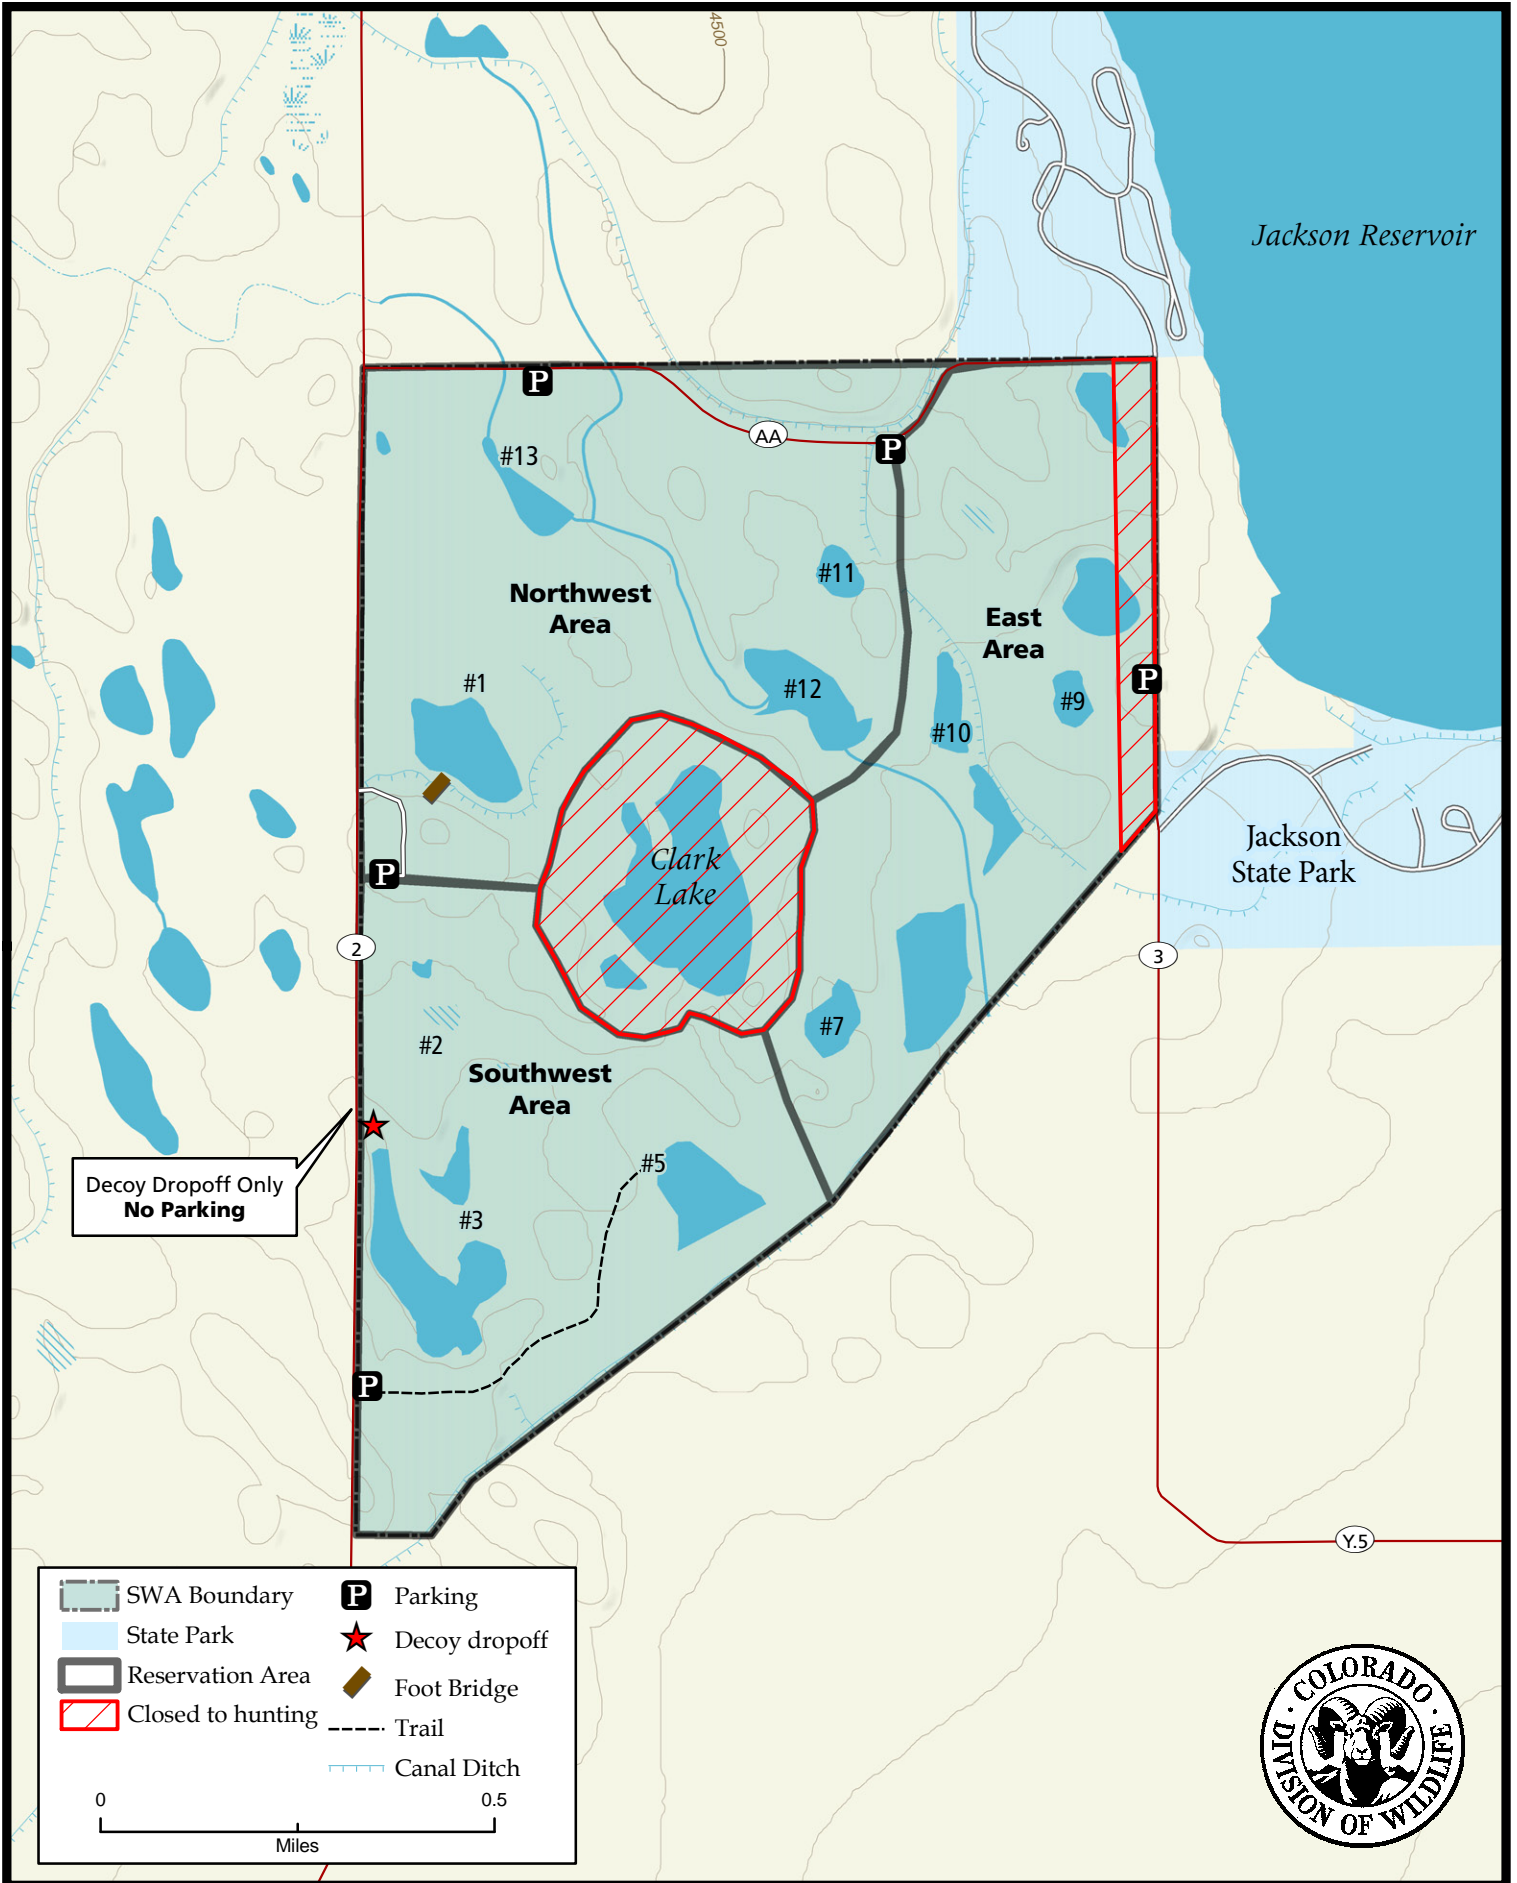 4500
Jackson Reservoir
P
AA
P
#13
#11
Northwest
Area
East
Area
#1
#12
P
#9
#10
Clark
Lake
Jackson
State Park
P
2
3
#7
#2
Southwest
Area
Decoy Dropoff Only
No Parking
#5
#3
P
Y.5
SWA Boundary
State Park
Reservation Area
Closed to hunting
P Parking
Decoy dropoff
Foot Bridge
Trail
Canal Ditch
0 0.5
Miles
· COLORADO ·
DIVISION OF WILDLIFE